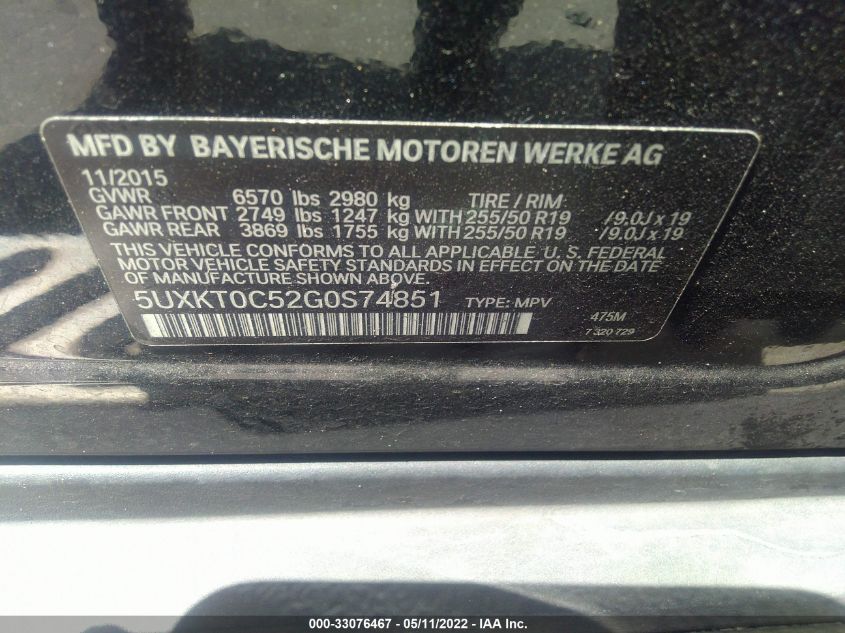 MFD BY BAYERISCHE MOTOREN WERKE AG
11/2015
GVWR 6570 lbs 2980 kg TIRE / RIM
GAWR FRONT 2749 lbs 1247 kg WITH 255/50 R19 /9.0J x 19
GAWR REAR 3869 lbs 1755 kg WITH 255/50 R19 /9.0J x 19
THIS VEHICLE CONFORMS TO ALL APPLICABLE U. S. FEDERAL
MOTOR VEHICLE SAFETY STANDARDS IN EFFECT ON THE DATE
OF MANUFACTURE SHOWN ABOVE.
5UXKT0C52G0S74851 TYPE: MPV
475M
7 320 729
000-33076467 - 05/11/2022 - IAA Inc.